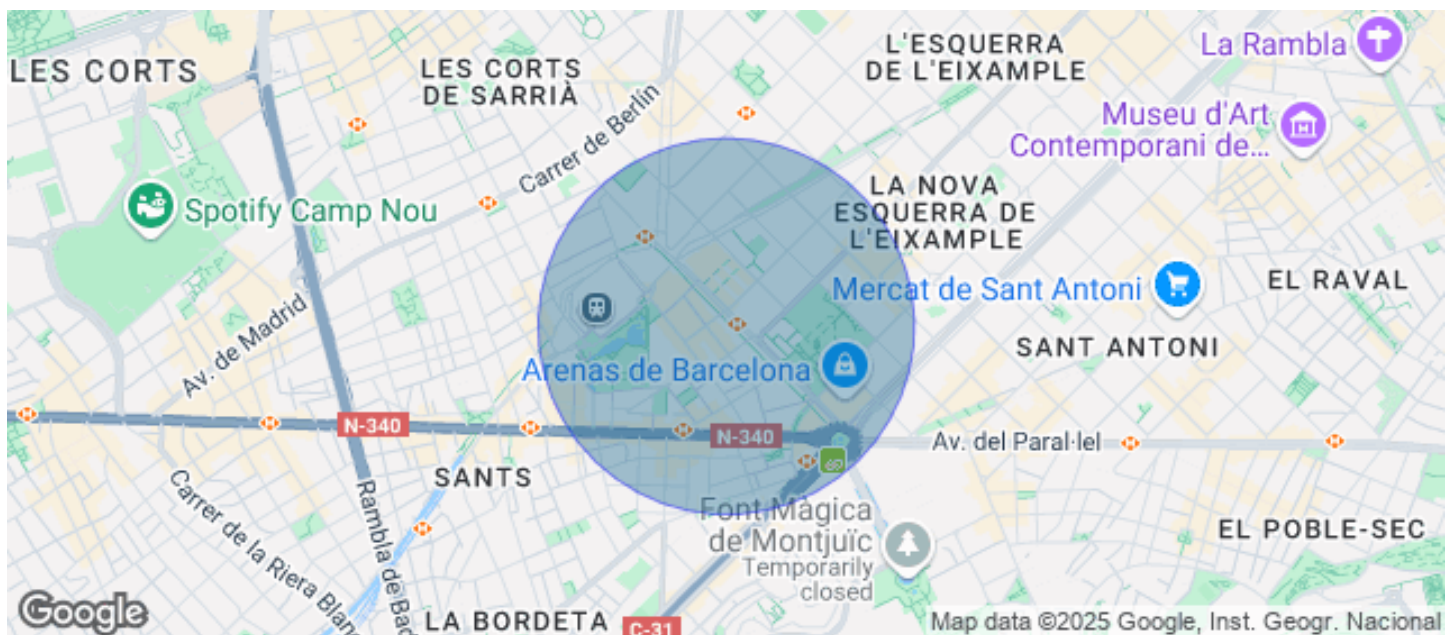 LES CORTS
LES CORTS
DE SARRIÀ
L'ESQUERRA
DE L'EIXAMPLE
La Rambla
Museu d'Art
Contemporani de...
Carrer de Berlín
Spotify Camp Nou
LA NOVA
ESQUERRA DE
L'EIXAMPLE
Mercat de Sant Antoni
EL RAVAL
Av. de Madrid
SANT ANTONI
Arenas de Barcelona
N-340
N-340
Av. del Paral·lel
SANTS
Carrer de la Riera Blanc
Rambla de Bad
Font Màgica
de Montjuïc
Temporarily
closed
EL POBLE-SEC
LA BORDETA
C-31
Google
Map data ©2025 Google, Inst. Geogr. Nacional